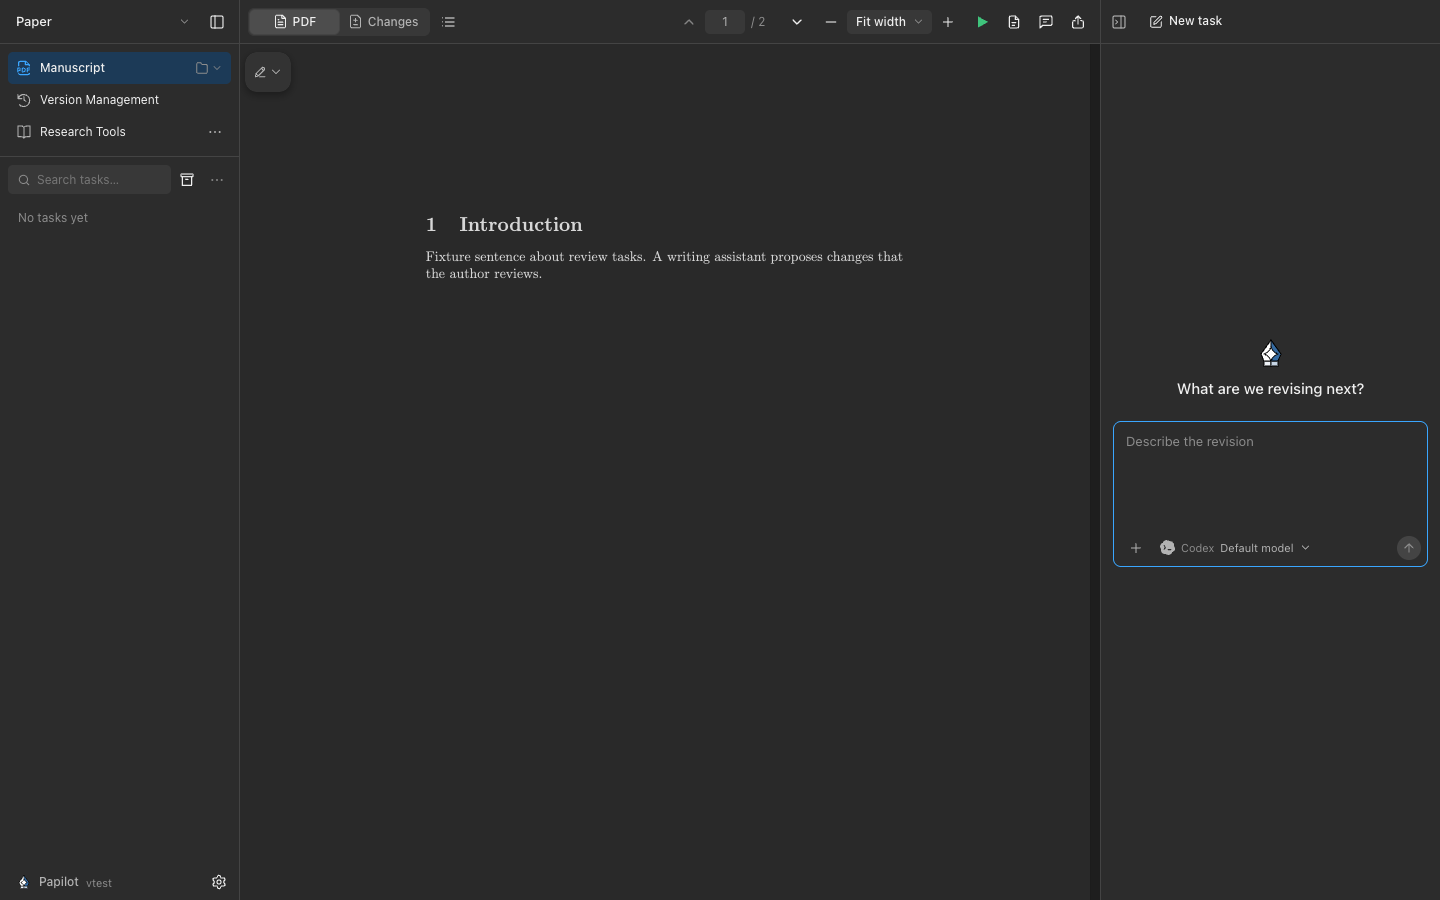 Paper
PDF
Changes
1 / 2
Fit width
New task
Manuscript
Version Management
Research Tools
Search tasks...
No tasks yet
1 Introduction
Fixture sentence about review tasks. A writing assistant proposes changes that
the author reviews.
What are we revising next?
Describe the revision
Codex Default model
Papilot vtest